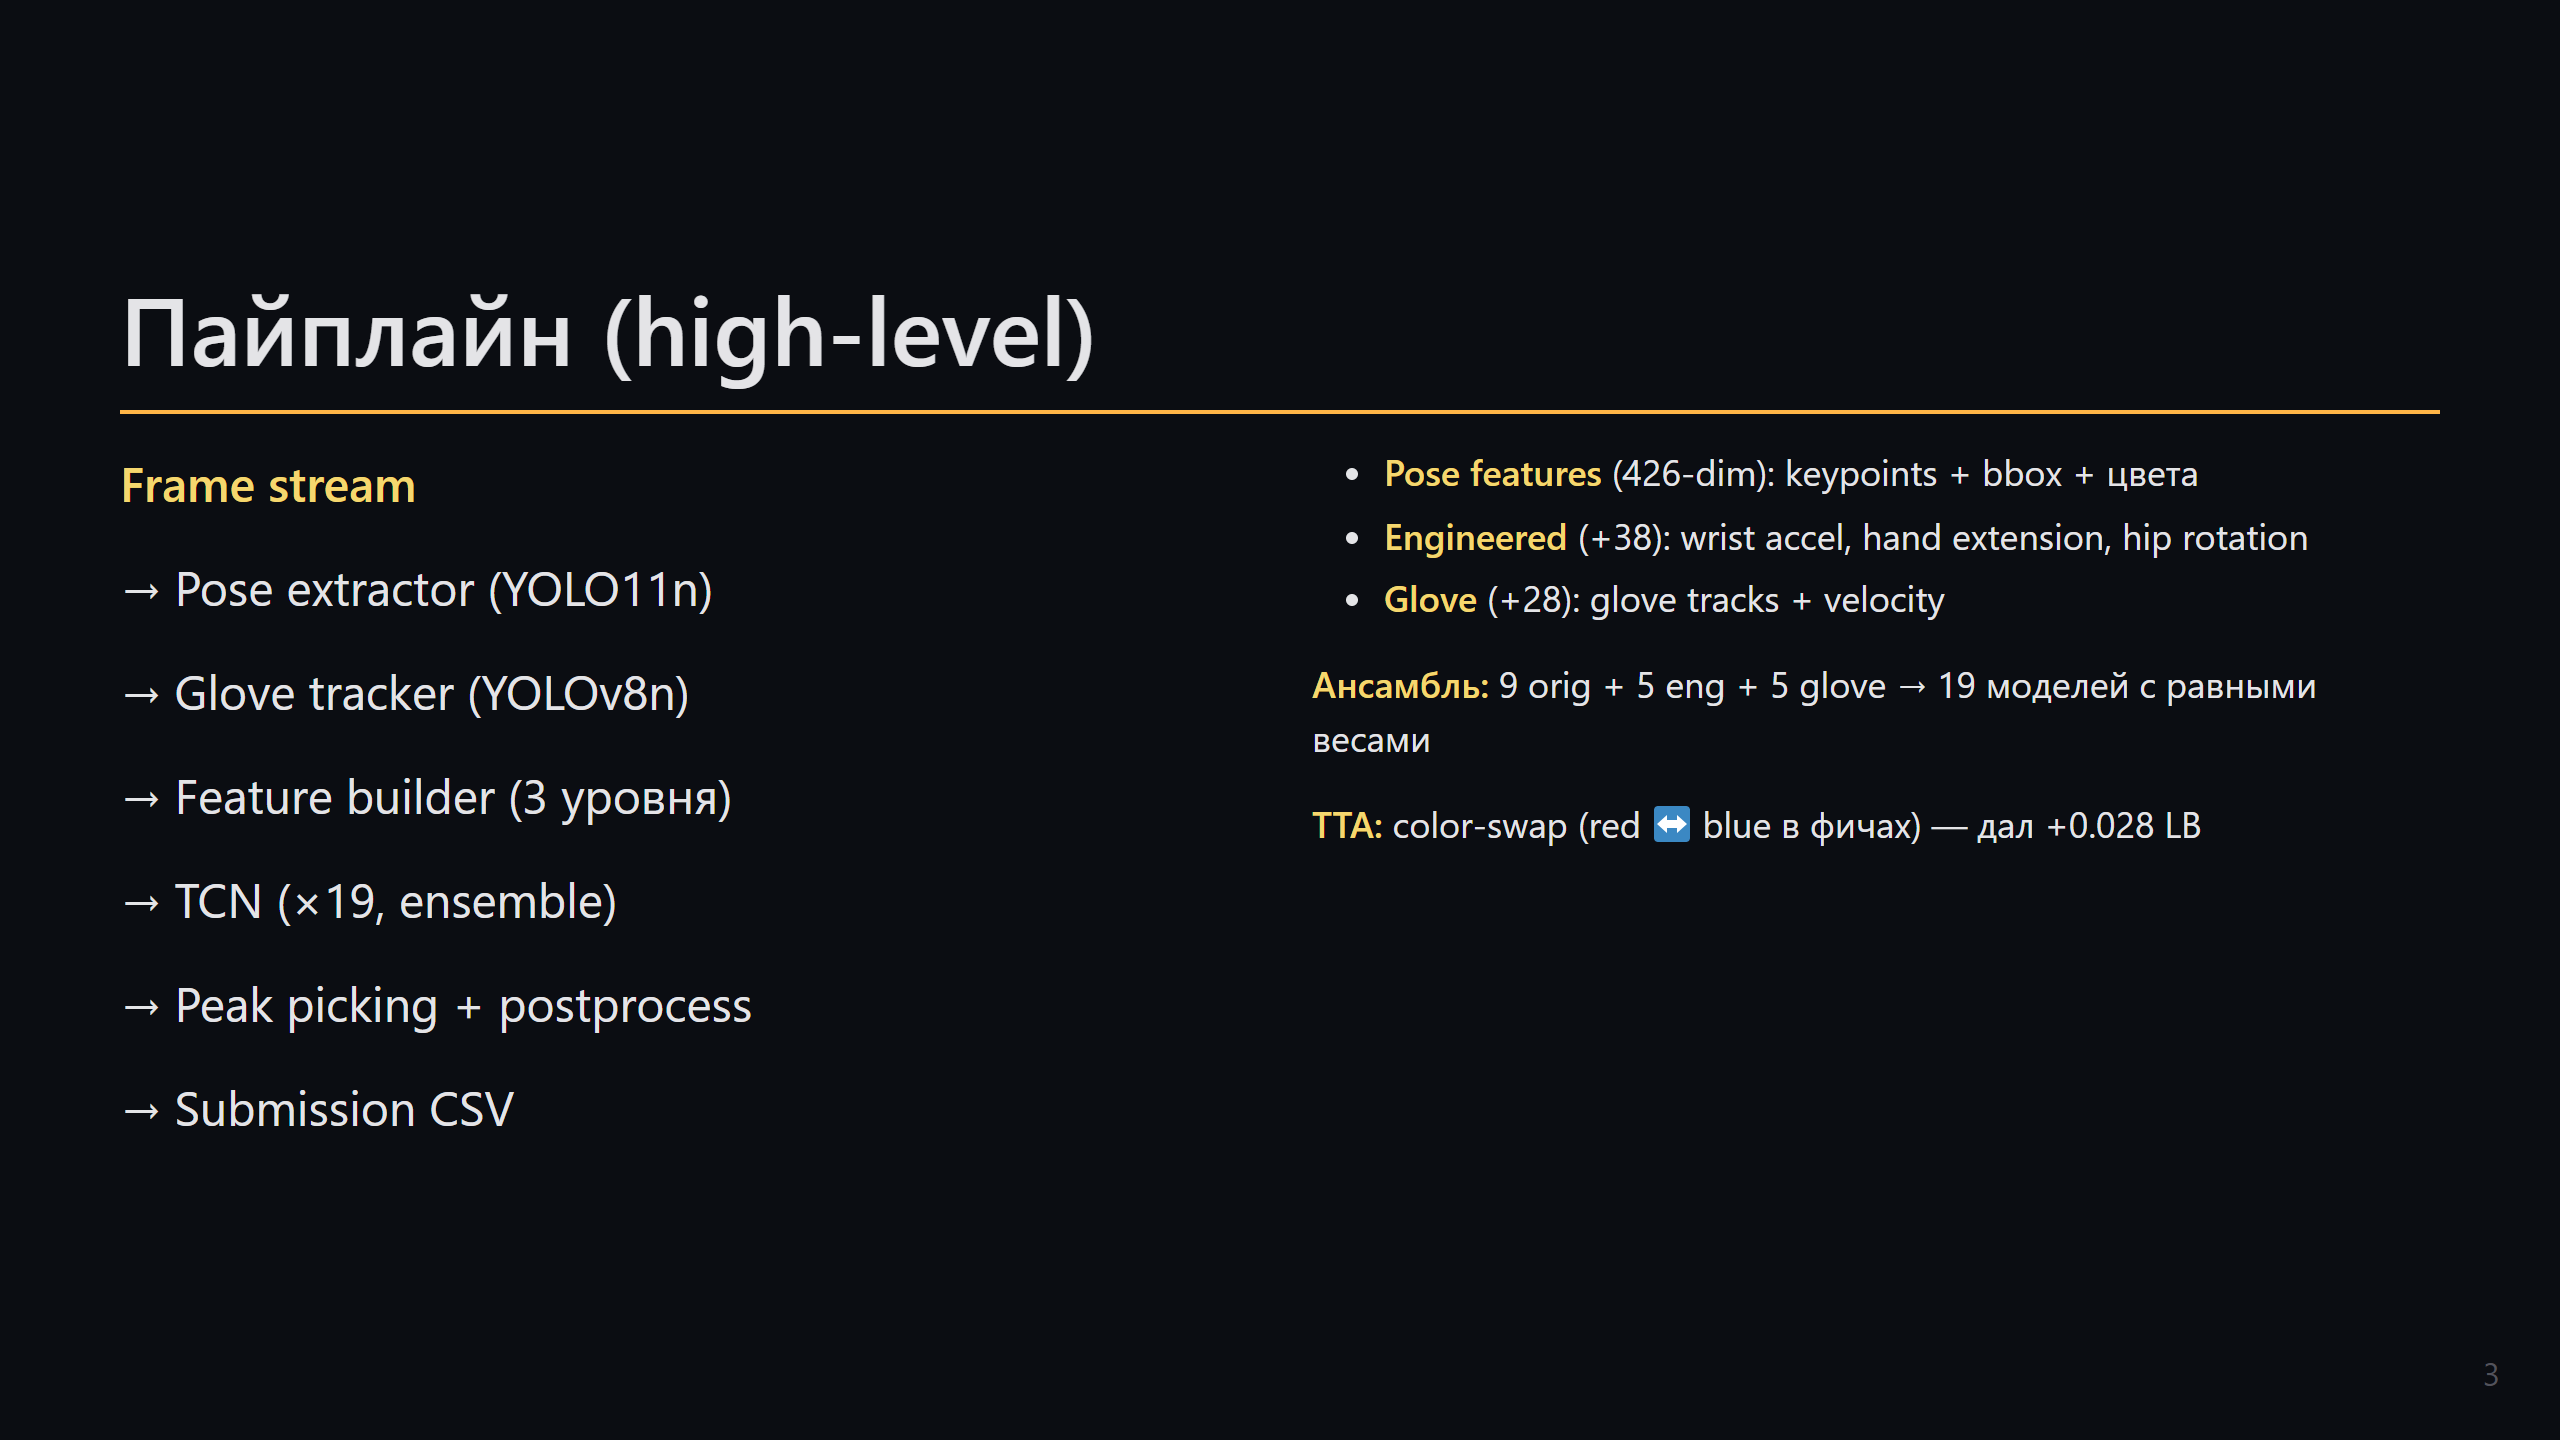 Пайплайн (high-level)
Frame stream
→ Pose extractor (YOLO11n)
→ Glove tracker (YOLOv8n)
→ Feature builder (3 уровня)
→ TCN (×19, ensemble)
→ Peak picking + postprocess
→ Submission CSV
• Pose features (426-dim): keypoints + bbox + цвета
• Engineered (+38): wrist accel, hand extension, hip rotation
• Glove (+28): glove tracks + velocity
Ансамбль: 9 orig + 5 eng + 5 glove → 19 моделей с равными
весами
TTA: color-swap (red ↔️ blue в фичах) — дал +0.028 LB
3